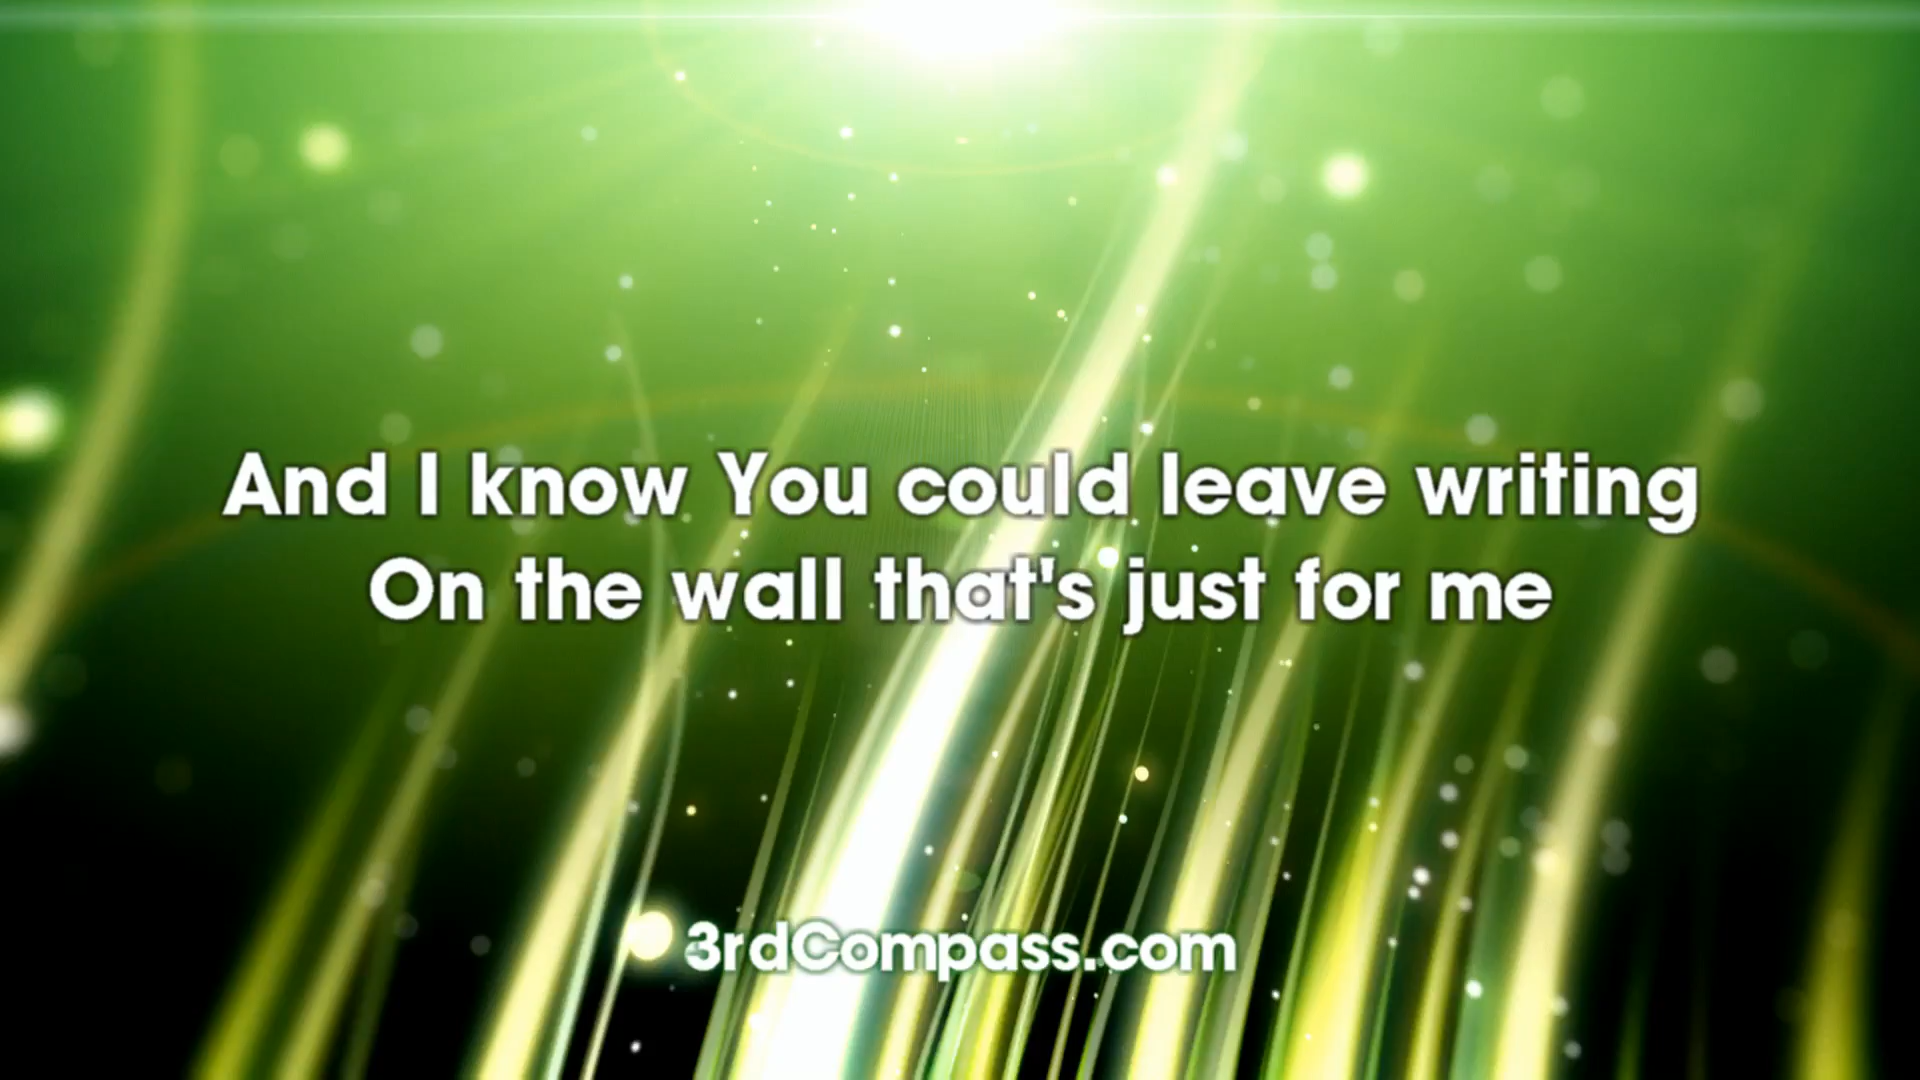 And I know You could leave writing
On the wall that's just for me
3rdCompass.com